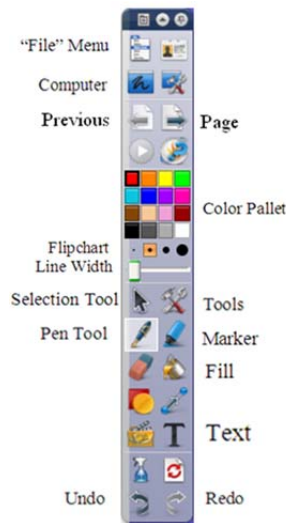 “File” Menu
Computer
Previous Page
Color Pallet
Flipchart
Line Width
Selection Tool Tools
Pen Tool Marker
Fill
T Text
Undo Redo